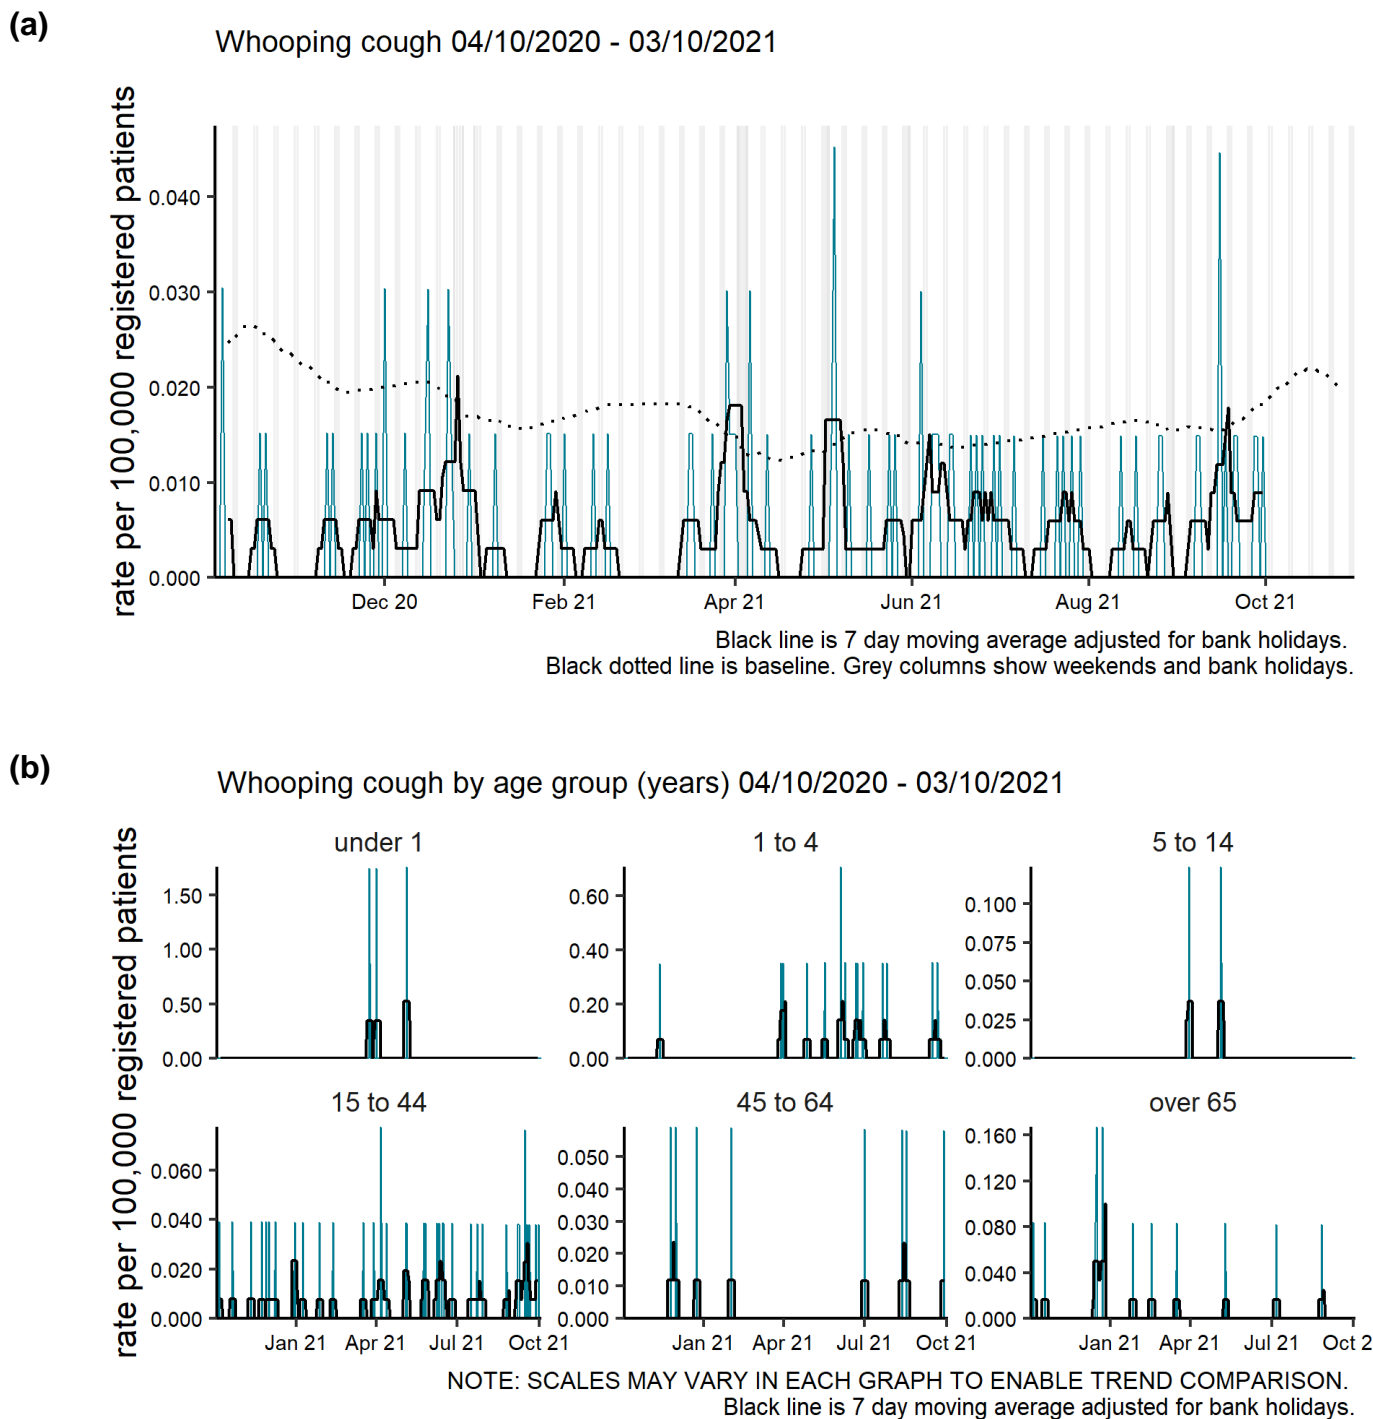 (a)
Whooping cough 04/10/2020 - 03/10/2021
rate per 100,000 registered patients
0.040
0.030
0.020
0.010
0.000
Dec 20 Feb 21 Apr 21 Jun 21 Aug 21 Oct 21
Black line is 7 day moving average adjusted for bank holidays.
Black dotted line is baseline. Grey columns show weekends and bank holidays.
(b)
Whooping cough by age group (years) 04/10/2020 - 03/10/2021
rate per 100,000 registered patients
under 1
1.50
1.00
0.50
0.00
1 to 4
0.60
0.40
0.20
0.00
5 to 14
0.100
0.075
0.050
0.025
0.000
15 to 44
0.060
0.040
0.020
0.000
Jan 21 Apr 21 Jul 21 Oct 21
45 to 64
0.050
0.040
0.030
0.020
0.010
0.000
Jan 21 Apr 21 Jul 21 Oct 21
over 65
0.160
0.120
0.080
0.040
0.000
Jan 21 Apr 21 Jul 21 Oct 2
NOTE: SCALES MAY VARY IN EACH GRAPH TO ENABLE TREND COMPARISON.
Black line is 7 day moving average adjusted for bank holidays.